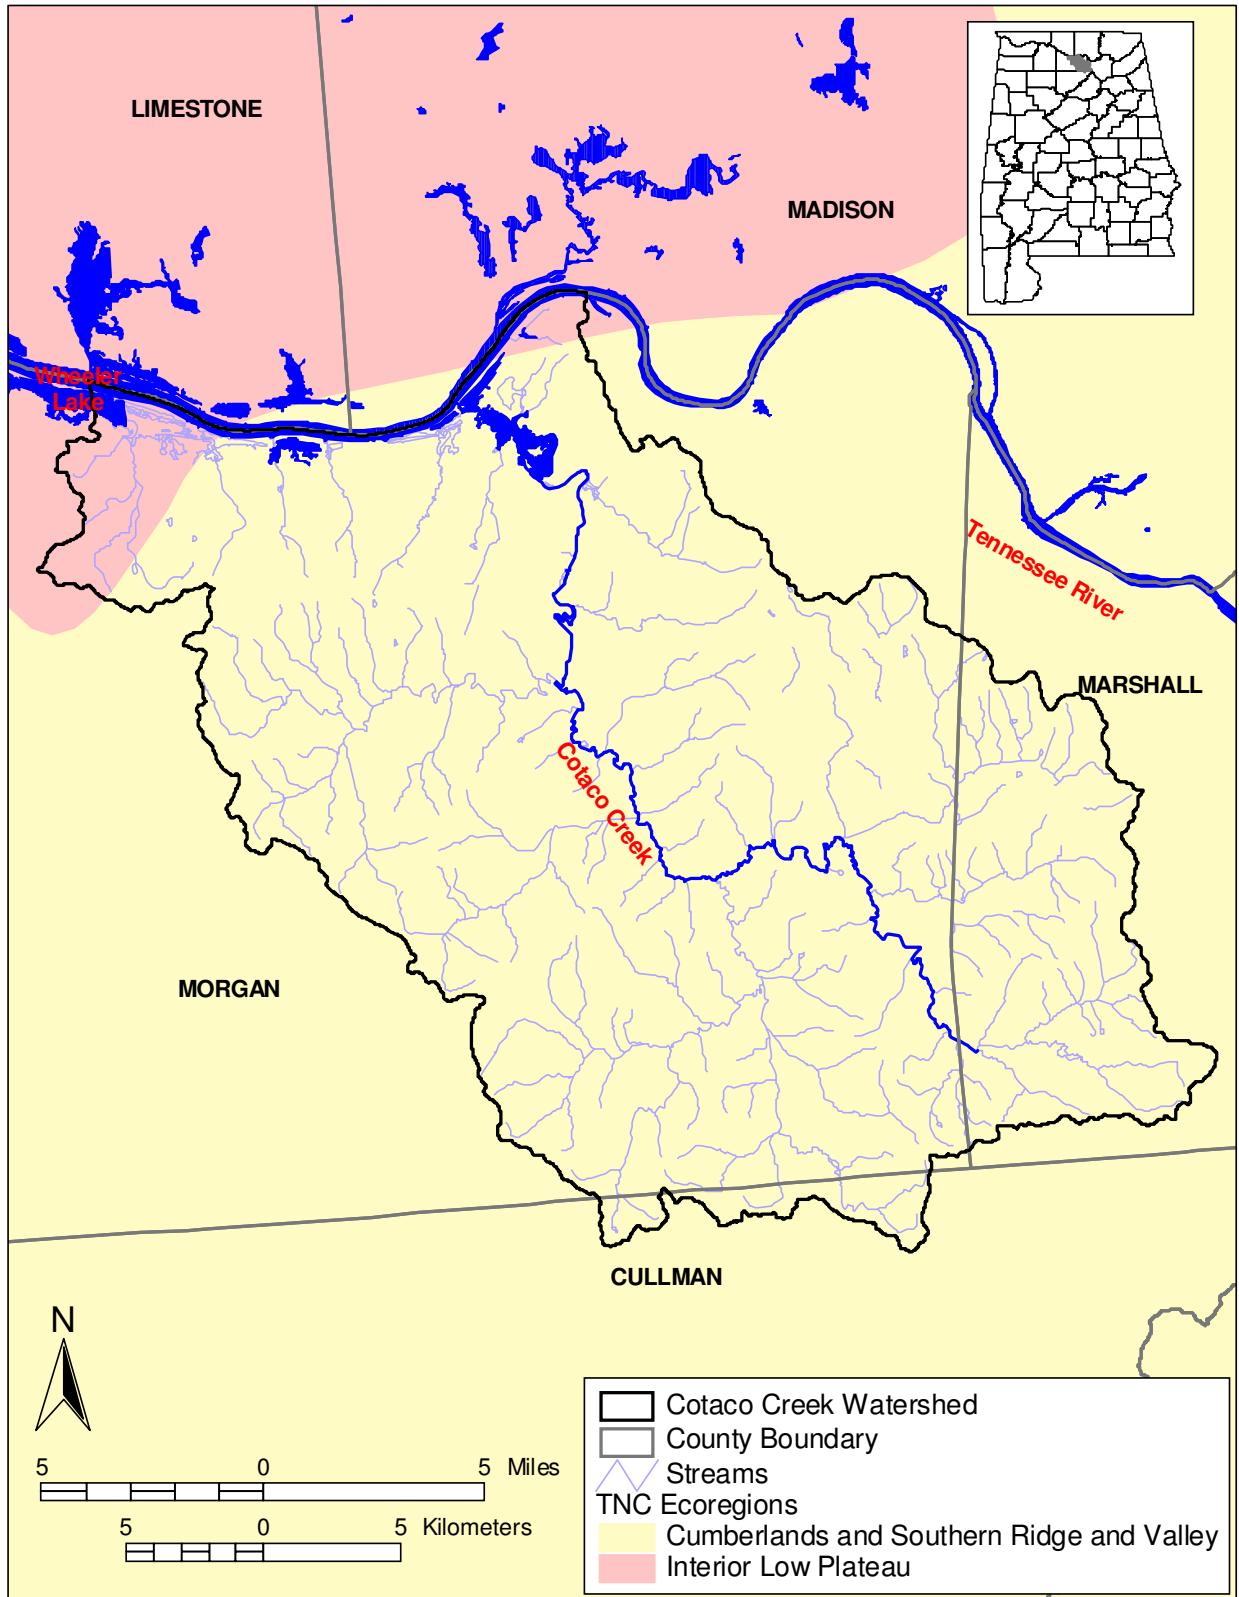 LIMESTONE
MADISON
Wheeler
Lake
Tennessee River
MARSHALL
Cotaco Creek
MORGAN
CULLMAN
N
5 0 5 Miles
5 0 5 Kilometers
Cotaco Creek Watershed
County Boundary
Streams
TNC Ecoregions
Cumberlands and Southern Ridge and Valley
Interior Low Plateau